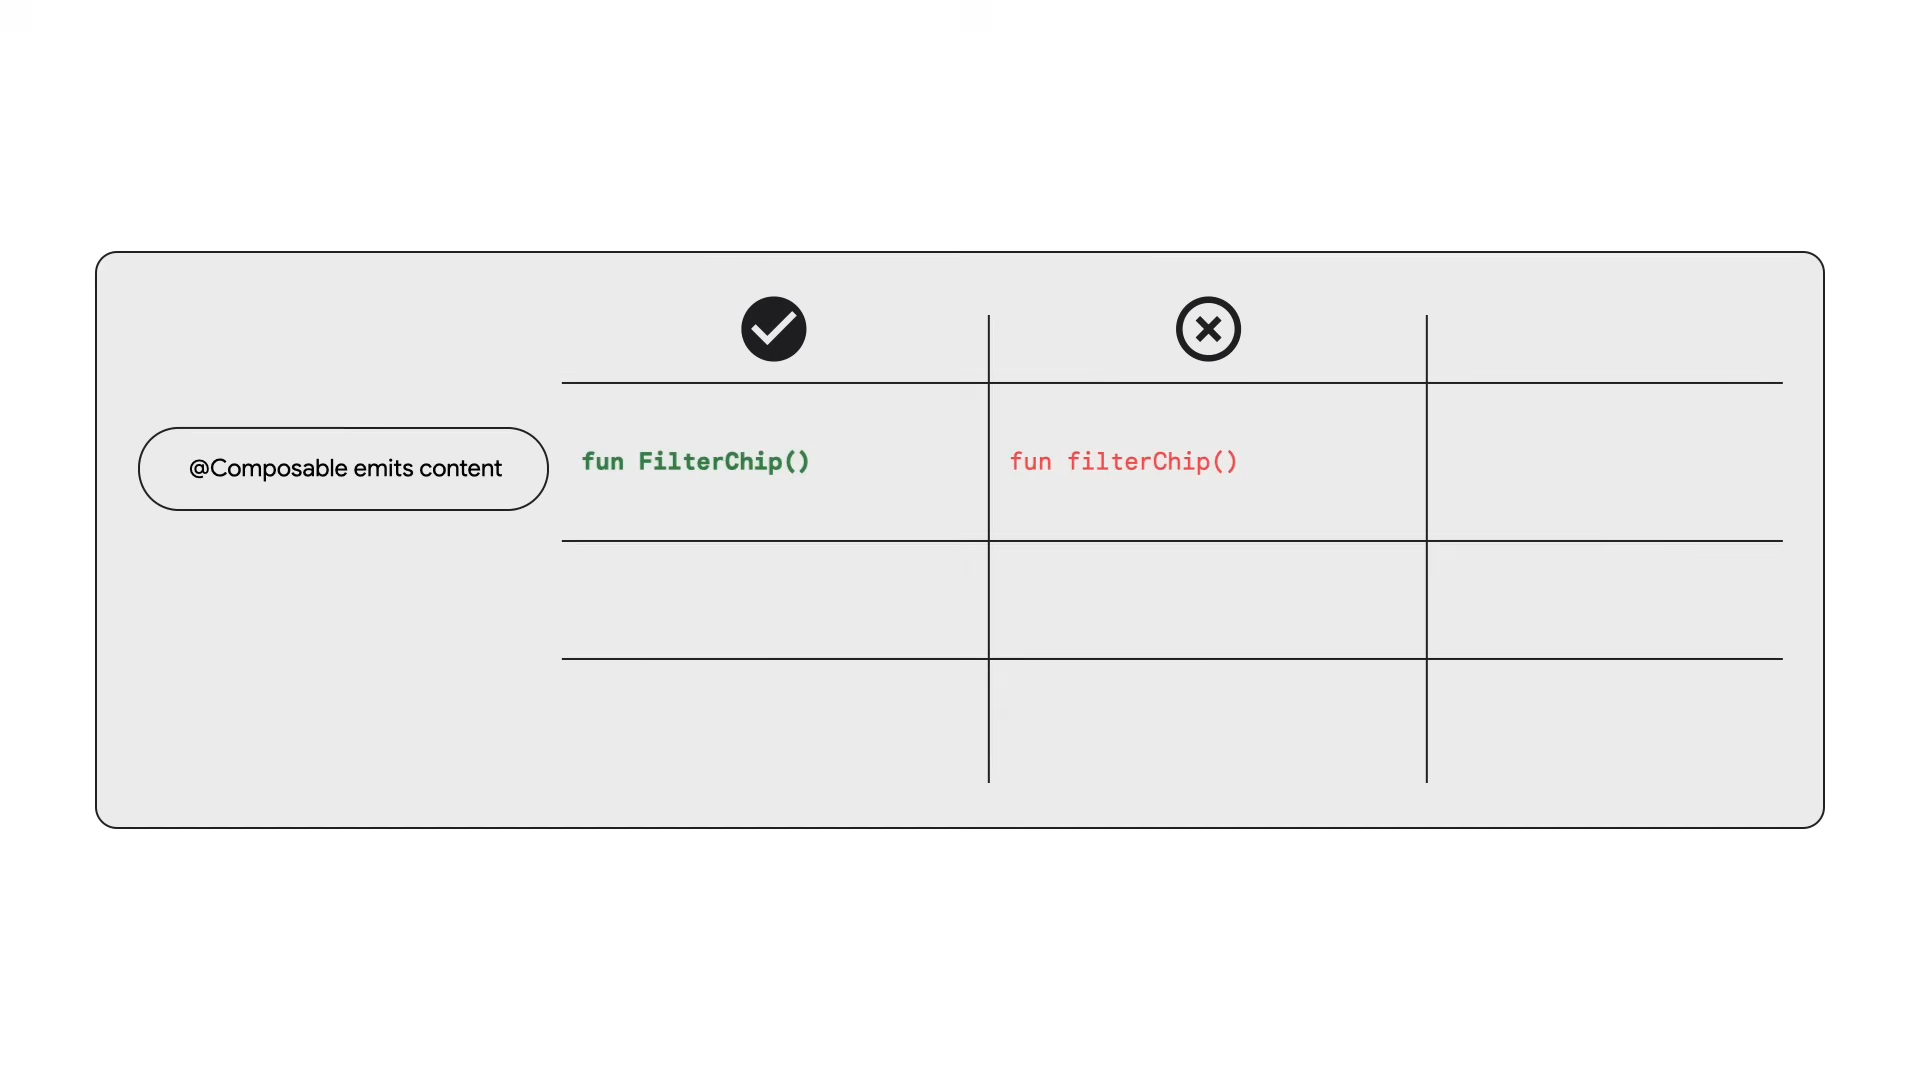 @Composable emits content
fun FilterChip()
fun filterChip()